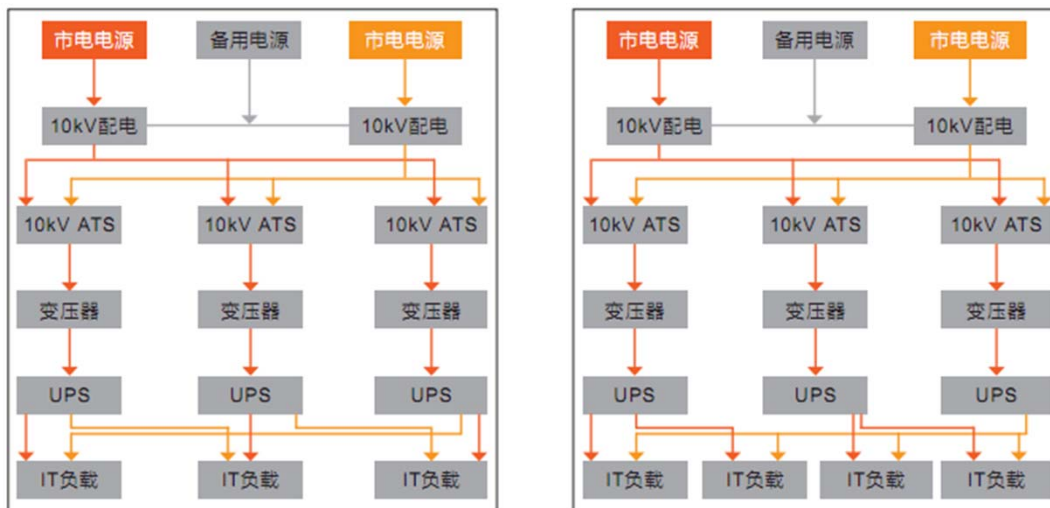 市电电源 备用电源 市电电源
10kV配电 10kV配电
10kV ATS 10kV ATS 10kV ATS
变压器 变压器 变压器
UPS UPS UPS
IT负载 IT负载 IT负载
市电电源 备用电源 市电电源
10kV配电 10kV配电
10kV ATS 10kV ATS 10kV ATS
变压器 变压器 变压器
UPS UPS UPS
IT负载 IT负载 IT负载 IT负载